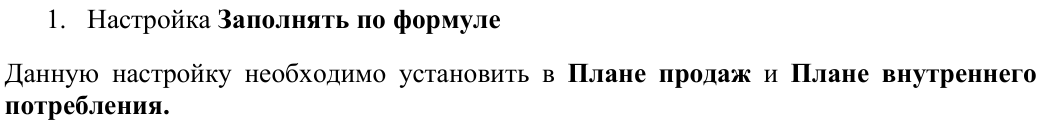 1. Настройка Заполнять по формуле
Данную настройку необходимо установить в Плане продаж и Плане внутреннего
потребления.